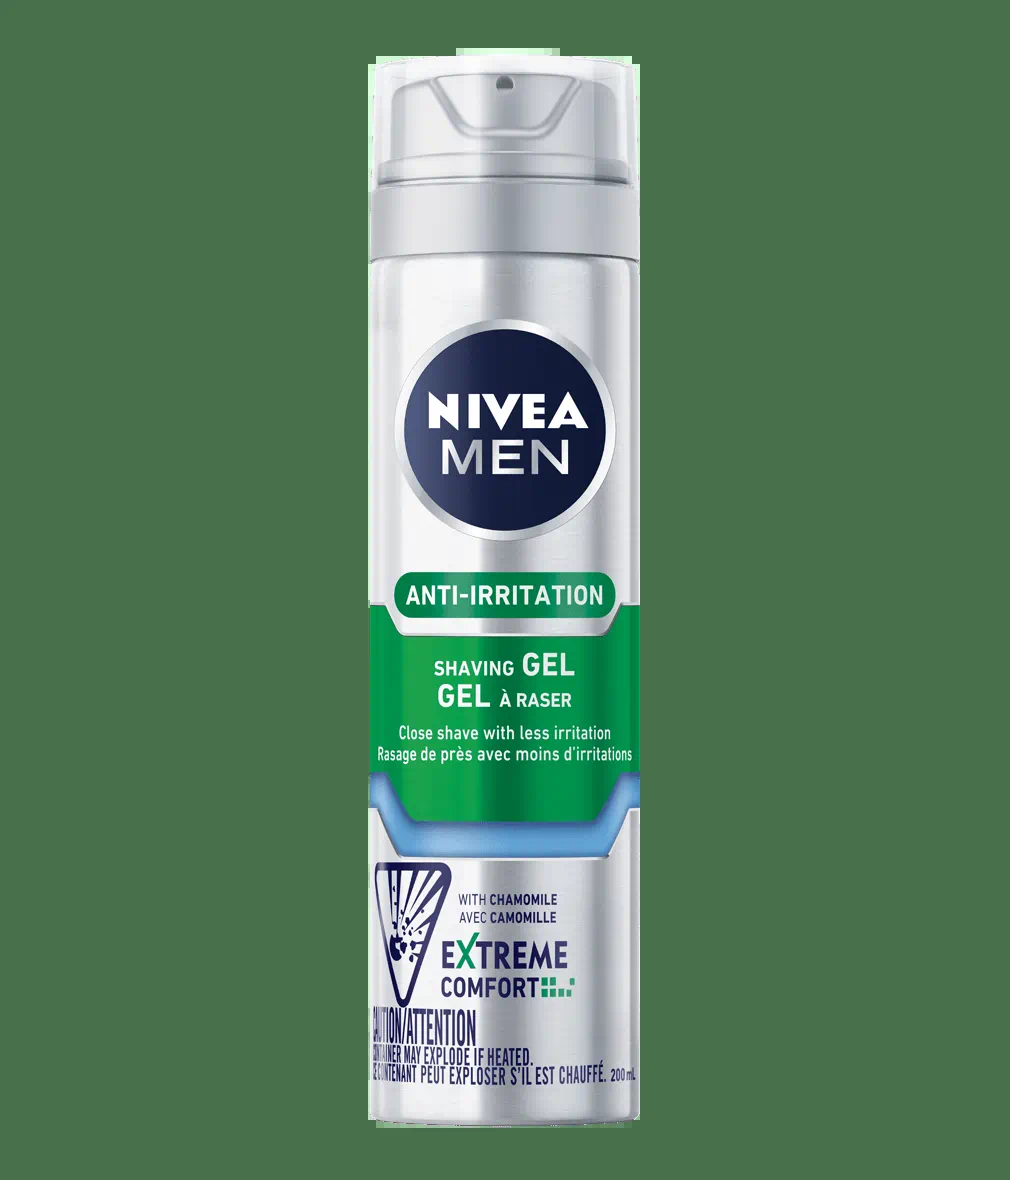 NIVEA
MEN
ANTI-IRRITATION
SHAVING GEL
GEL À RASER
Close shave with less irritation
Rasage de près avec moins d'irritations
WITH CHAMOMILE
AVEC CAMOMILLE
EXTREME
COMFORT
CAUTION/ATTENTION
CONTAINER MAY EXPLODE IF HEATED.
CE CONTENANT PEUT EXPLOSER S'IL EST CHAUFFÉ. 200 mL